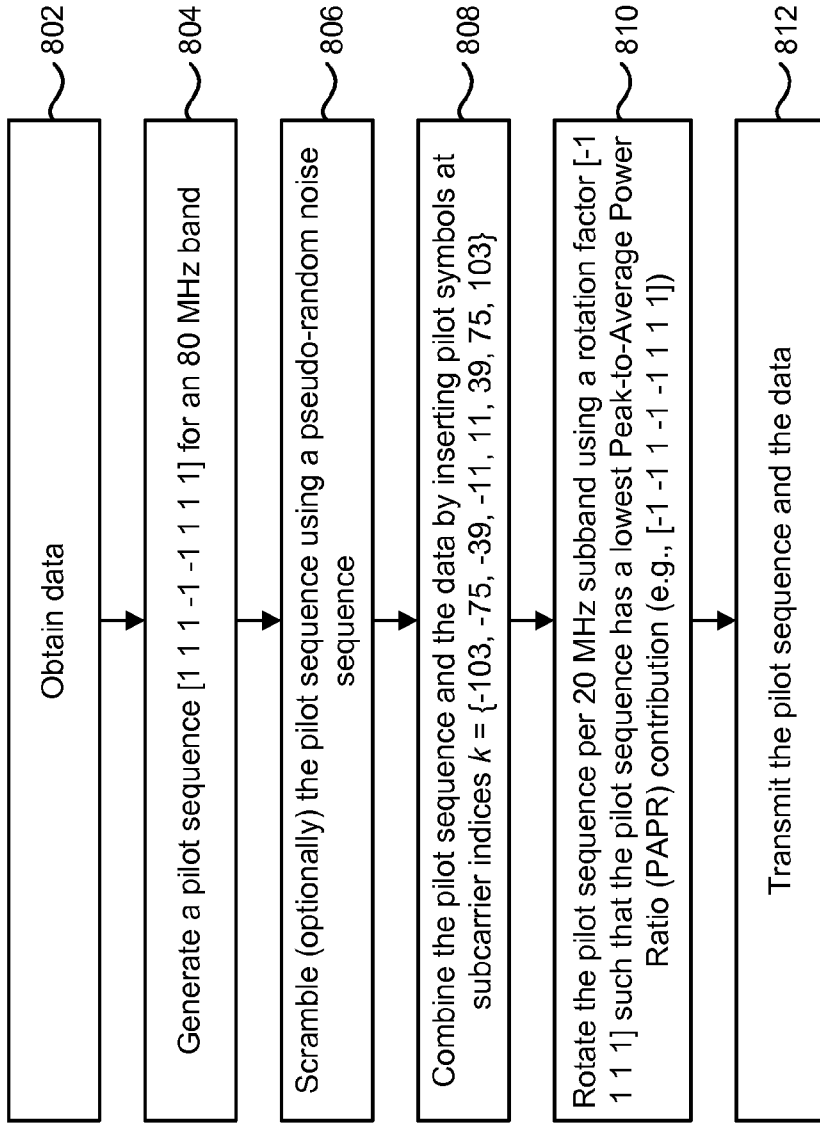 Obtain data
802
Generate a pilot sequence [1 1 1 -1 -1 1 1 1] for an 80 MHz band
804
Scramble (optionally) the pilot sequence using a pseudo-random noise
sequence
806
Combine the pilot sequence and the data by inserting pilot symbols at
subcarrier indices k = {-103, -75, -39, -11, 11, 39, 75, 103}
808
Rotate the pilot sequence per 20 MHz subband using a rotation factor [-1
1 1 1] such that the pilot sequence has a lowest Peak-to-Average Power
Ratio (PAPR) contribution (e.g., [-1 -1 1 -1 -1 1 1 1])
810
Transmit the pilot sequence and the data
812